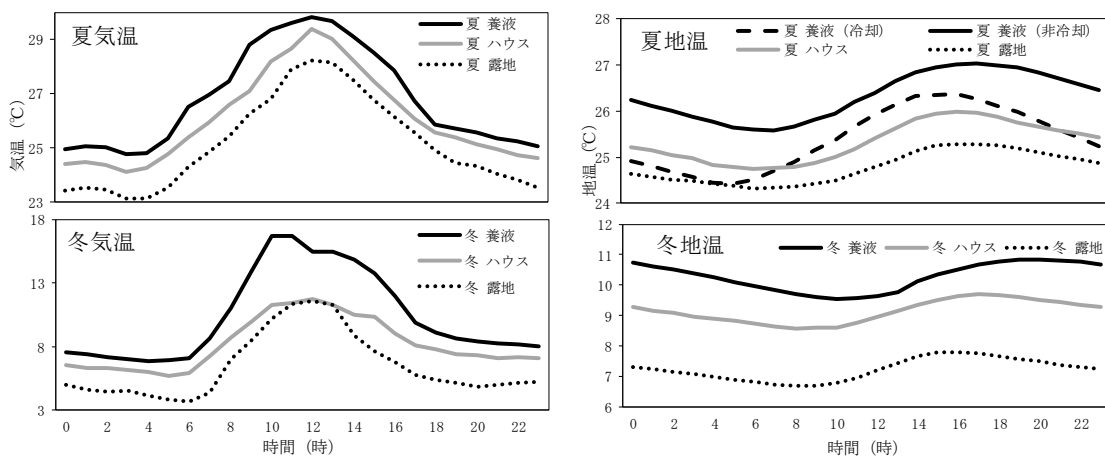 夏気温
夏 養液
夏 ハウス
夏 露地
29
27
25
23
気温 (℃)
夏地温
夏 養液 (冷却)
夏 養液 (非冷却)
夏 ハウス
夏 露地
28
27
26
25
24
地温 (℃)
冬気温
冬 養液
冬 ハウス
冬 露地
18
13
8
3
0 2 4 6 8 10 12 14 16 18 20 22
時間 (時)
冬地温
冬 養液 冬 ハウス 冬 露地
12
11
10
9
8
7
6
0 2 4 6 8 10 12 14 16 18 20 22
時間 (時)